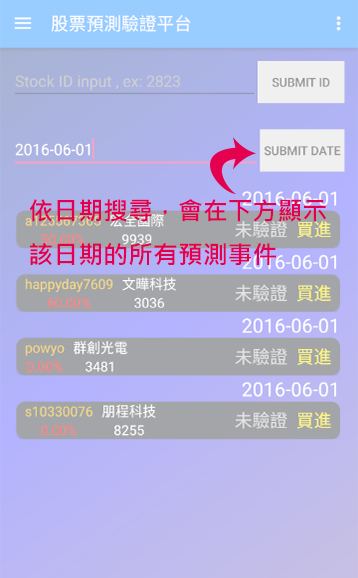 股票預測驗證平台
Stock ID input , ex: 2823
SUBMIT ID
2016-06-01
SUBMIT DATE
2016-06-01
依日期搜尋，會在下方顯示
宏全國際
9939
未驗證 買進
該日期的所有預測事件
2016-06-01
happyday7609 文曄科技
60.00% 3036
未驗證 買進
2016-06-01
powyo 群創光電
0.00% 3481
未驗證 買進
2016-06-01
s10330076 朋程科技
0.00% 8255
未驗證 買進